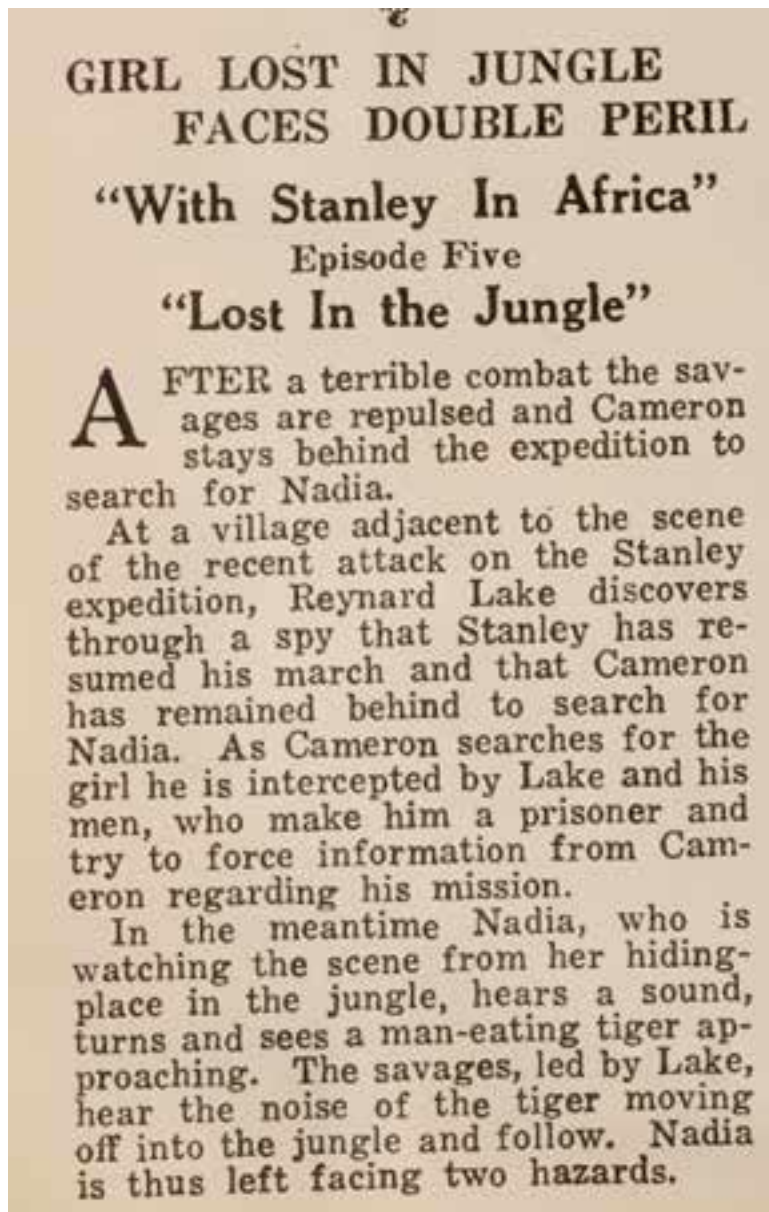 GIRL LOST IN JUNGLE
FACES DOUBLE PERIL
“With Stanley In Africa”
Episode Five
“Lost In the Jungle”
AFTER a terrible combat the sav-
ages are repulsed and Cameron
stays behind the expedition to
search for Nadia.
At a village adjacent to the scene
of the recent attack on the Stanley
expedition, Reynard Lake discovers
through a spy that Stanley has re-
sumed his march and that Cameron
has remained behind to search for
Nadia. As Cameron searches for the
girl he is intercepted by Lake and his
men, who make him a prisoner and
try to force information from Cam-
eron regarding his mission.
In the meantime Nadia, who is
watching the scene from her hiding-
place in the jungle, hears a sound,
turns and sees a man-eating tiger ap-
proaching. The savages, led by Lake,
hear the noise of the tiger moving
off into the jungle and follow. Nadia
is thus left facing two hazards.